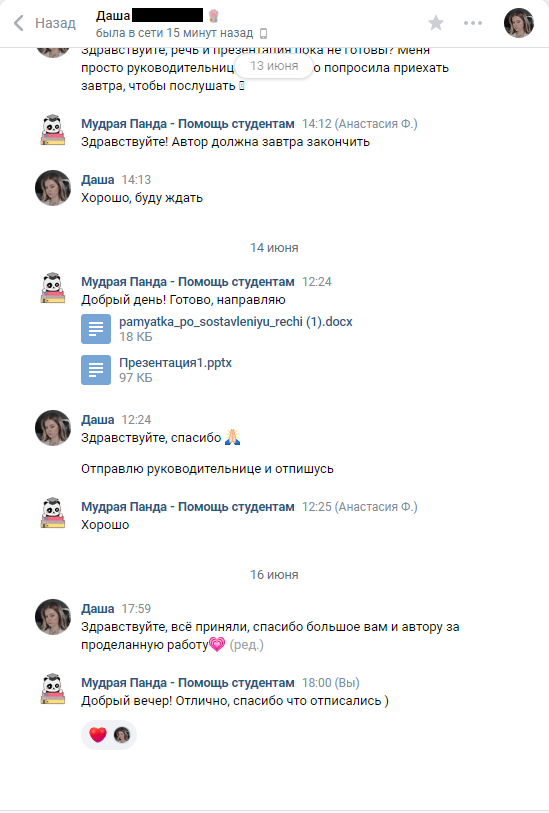 Назад
Даша
была в сети 15 минут назад
Здравствуйте, речь и презентация пока не готовы? Меня
просто попросила приехать
13 июня
завтра, чтобы послушать
Мудрая Панда - Помощь студентам 14:12 (Анастасия Ф.)
Здравствуйте! Автор должна завтра закончить
Даша 14:13
Хорошо, буду ждать
14 июня
Мудрая Панда - Помощь студентам 12:24
Добрый день! Готово, направляю
pamyatka_po_sostavleniyu_rechi (1).docx
18 КБ
Презентация1.pptx
97 КБ
Даша 12:24
Здравствуйте, спасибо 🙏🏻
Отправлю руководительнице и отпишусь
Мудрая Панда - Помощь студентам 12:25 (Анастасия Ф.)
Хорошо
16 июня
Даша 17:59
Здравствуйте, всё приняли, спасибо большое вам и автору за
проделанную работу💗 (ред.)
Мудрая Панда - Помощь студентам 18:00 (Вы)
Добрый вечер! Отлично, спасибо что отписались )